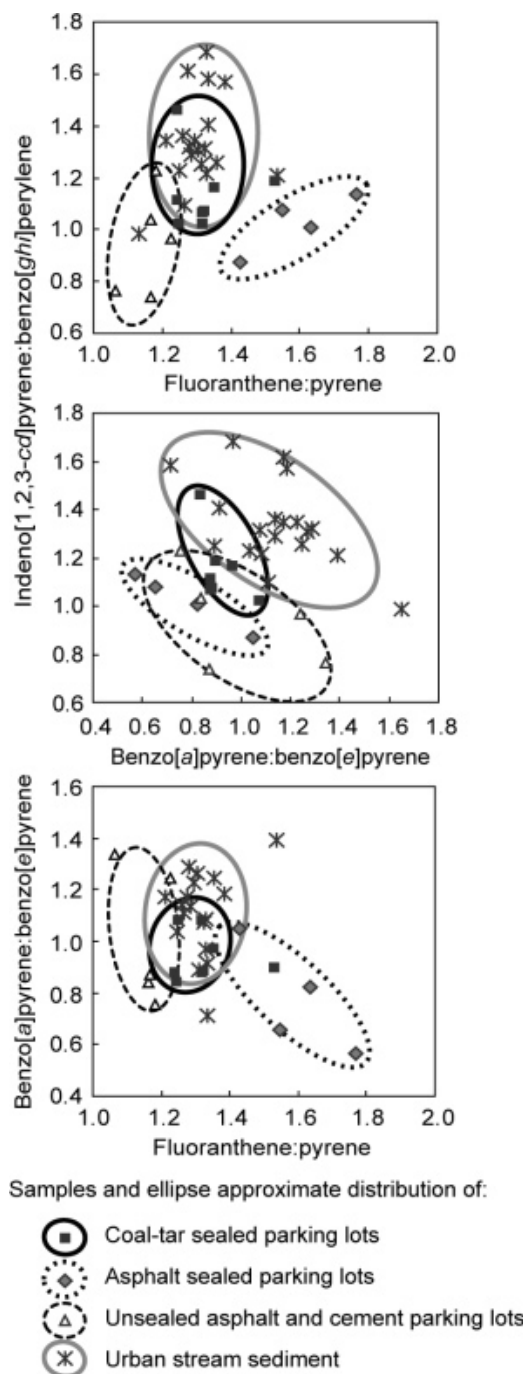 1.8
1.6
1.4
1.2
1.0
0.8
0.6
1.0 1.2 1.4 1.6 1.8 2.0
Fluoranthene:pyrene
Indeno[1,2,3-cd]pyrene:benzo[ghi]perylene
1.8
1.6
1.4
1.2
1.0
0.8
0.6
0.4 0.6 0.8 1.0 1.2 1.4 1.6 1.8
Benzo[a]pyrene:benzo[e]pyrene
Benzo[a]pyrene:benzo[e]pyrene
1.6
1.4
1.2
1.0
0.8
0.6
0.4
1.0 1.2 1.4 1.6 1.8 2.0
Fluoranthene:pyrene
Samples and ellipse approximate distribution of:
Coal-tar sealed parking lots
Asphalt sealed parking lots
Unsealed asphalt and cement parking lots
Urban stream sediment